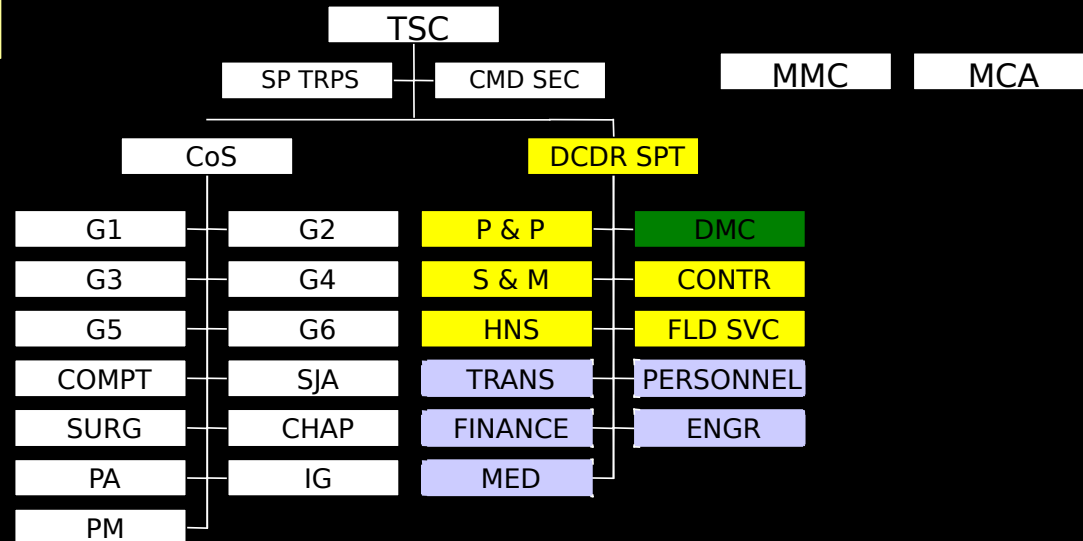 TSC
SP TRPS CMD SEC
MMC MCA
CoS DCDR SPT
G1 G2 P & P DMC
G3 G4 S & M CONTR
G5 G6 HNS FLD SVC
COMPT SJA TRANS PERSONNEL
SURG CHAP FINANCE ENGR
PA IG MED
PM